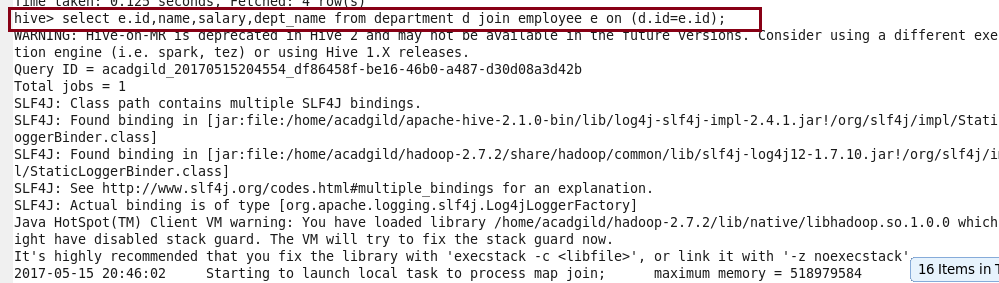 Time taken: 0.125 seconds, Fetched: 4 row(s)
hive> select e.id,name,salary,dept_name from department d join employee e on (d.id=e.id);
WARNING: Hive-on-MR is deprecated in Hive 2 and may not be available in the future versions. Consider using a different exe
tion engine (i.e. spark, tez) or using Hive 1.X releases.
Query ID = acadgild_20170515204554_df86458f-be16-46b0-a487-d30d08a3d42b
Total jobs = 1
SLF4J: Class path contains multiple SLF4J bindings.
SLF4J: Found binding in [jar:file:/home/acadgild/apache-hive-2.1.0-bin/lib/log4j-slf4j-impl-2.4.1.jar!/org/slf4j/impl/Stati
oggerBinder.class]
SLF4J: Found binding in [jar:file:/home/acadgild/hadoop-2.7.2/share/hadoop/common/lib/slf4j-log4j12-1.7.10.jar!/org/slf4j/i
l/StaticLoggerBinder.class]
SLF4J: See http://www.slf4j.org/codes.html#multiple_bindings for an explanation.
SLF4J: Actual binding is of type [org.apache.logging.slf4j.Log4jLoggerFactory]
Java HotSpot(TM) Client VM warning: You have loaded library /home/acadgild/hadoop-2.7.2/lib/native/libhadoop.so.1.0.0 which
ight have disabled stack guard. The VM will try to fix the stack guard now.
It's highly recommended that you fix the library with 'execstack -c <libfile>', or link it with '-z noexecstack'.
2017-05-15 20:46:02 Starting to launch local task to process map join; maximum memory = 518979584
16 Items in T